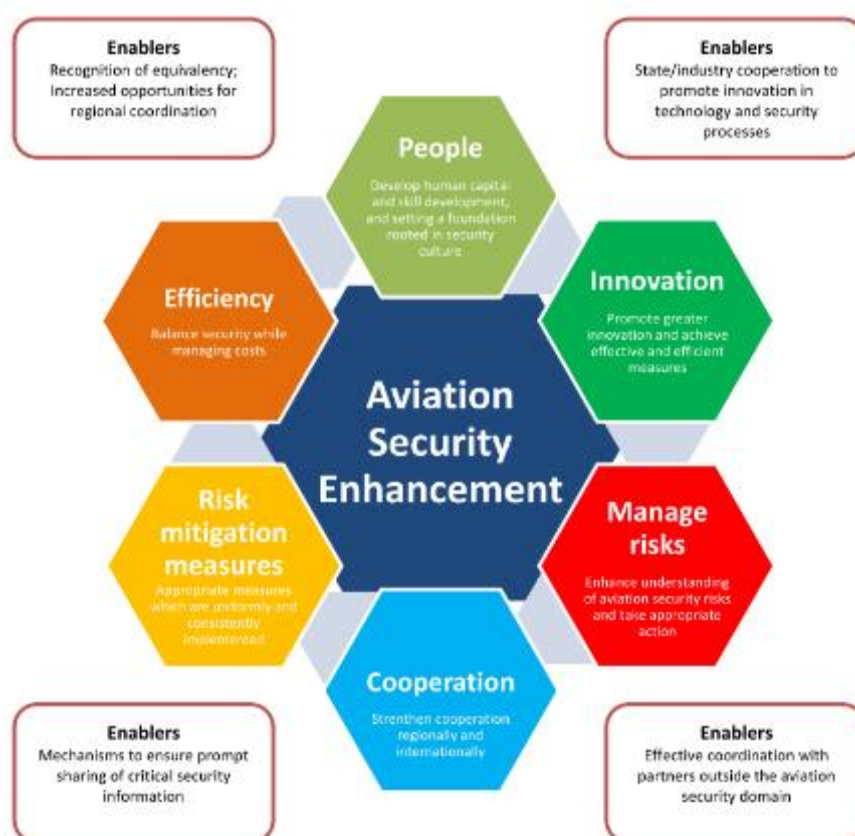 Enablers
Recognition of equivalency;
Increased opportunities for
regional coordination
Enablers
State/industry cooperation to
promote innovation in
technology and security
processes
People
Develop human capital
and skill development,
and setting a foundation
rooted in security
culture
Efficiency
Balance security while
managing costs
Innovation
Promote greater
innovation and achieve
effective and efficient
measures
Aviation
Security
Enhancement
Risk
mitigation
measures
Appropriate measures
which are uniformly and
consistently
implemented
Manage
risks
Enhance understanding
of aviation security risks
and take appropriate
action
Cooperation
Strenthen cooperation
regionally and
internationally
Enablers
Mechanisms to ensure prompt
sharing of critical security
information
Enablers
Effective coordination with
partners outside the aviation
security domain